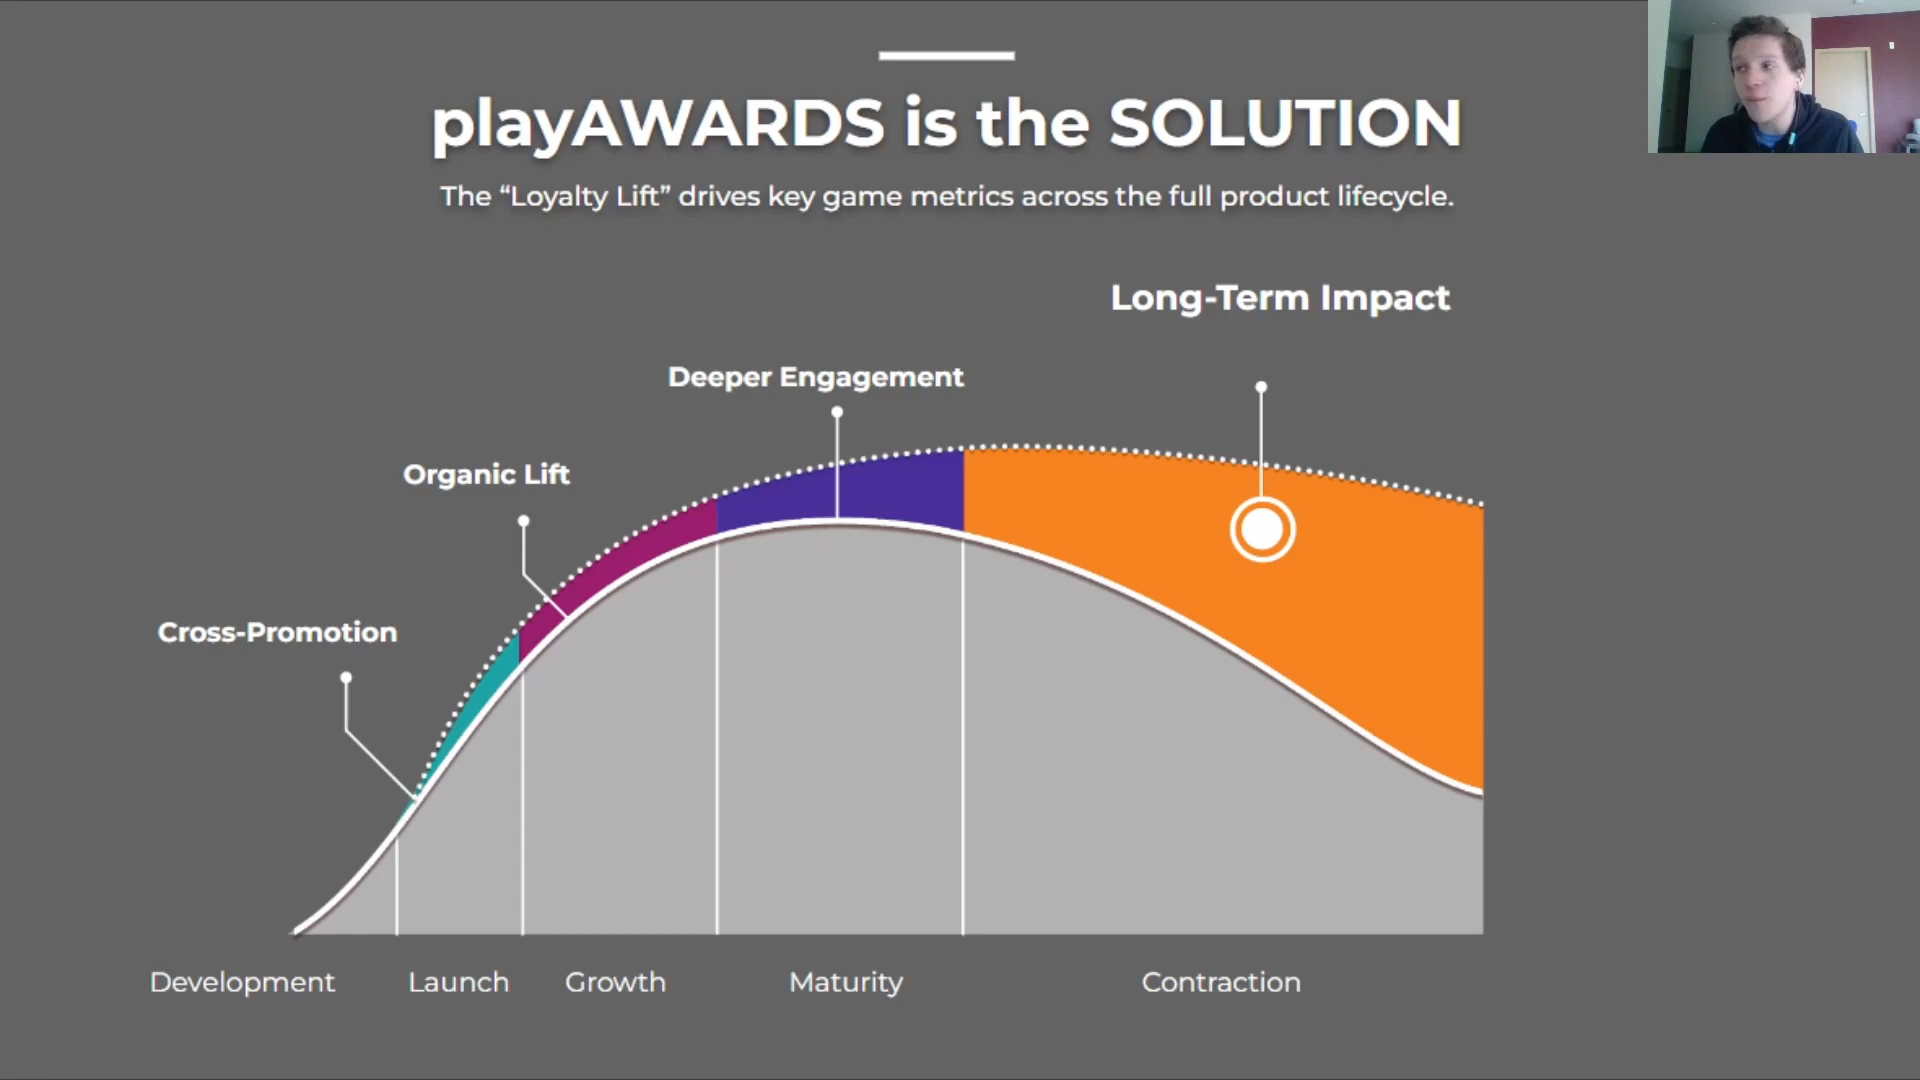 playAWARDS is the SOLUTION
The “Loyalty Lift” drives key game metrics across the full product lifecycle.
Long-Term Impact
Deeper Engagement
Organic Lift
Cross-Promotion
Development
Launch
Growth
Maturity
Contraction